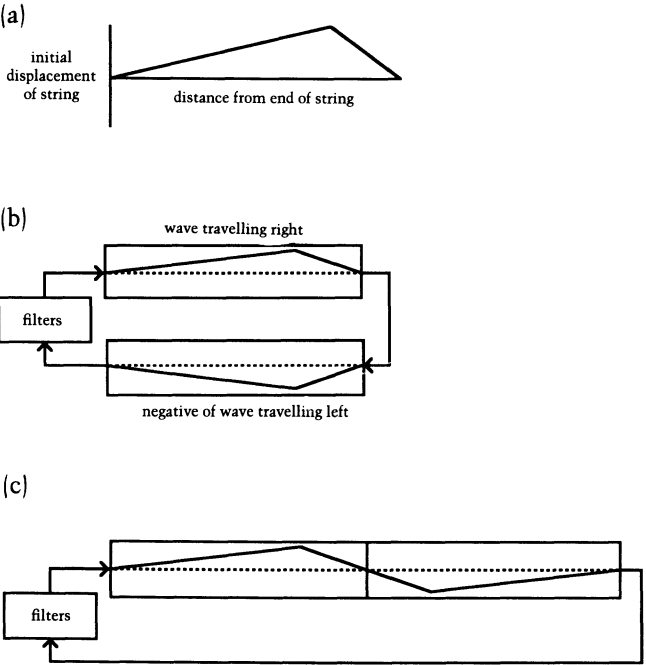 (a)
initial
displacement
of string
distance from end of string
(b)
wave travelling right
filters
negative of wave travelling left
(c)
filters